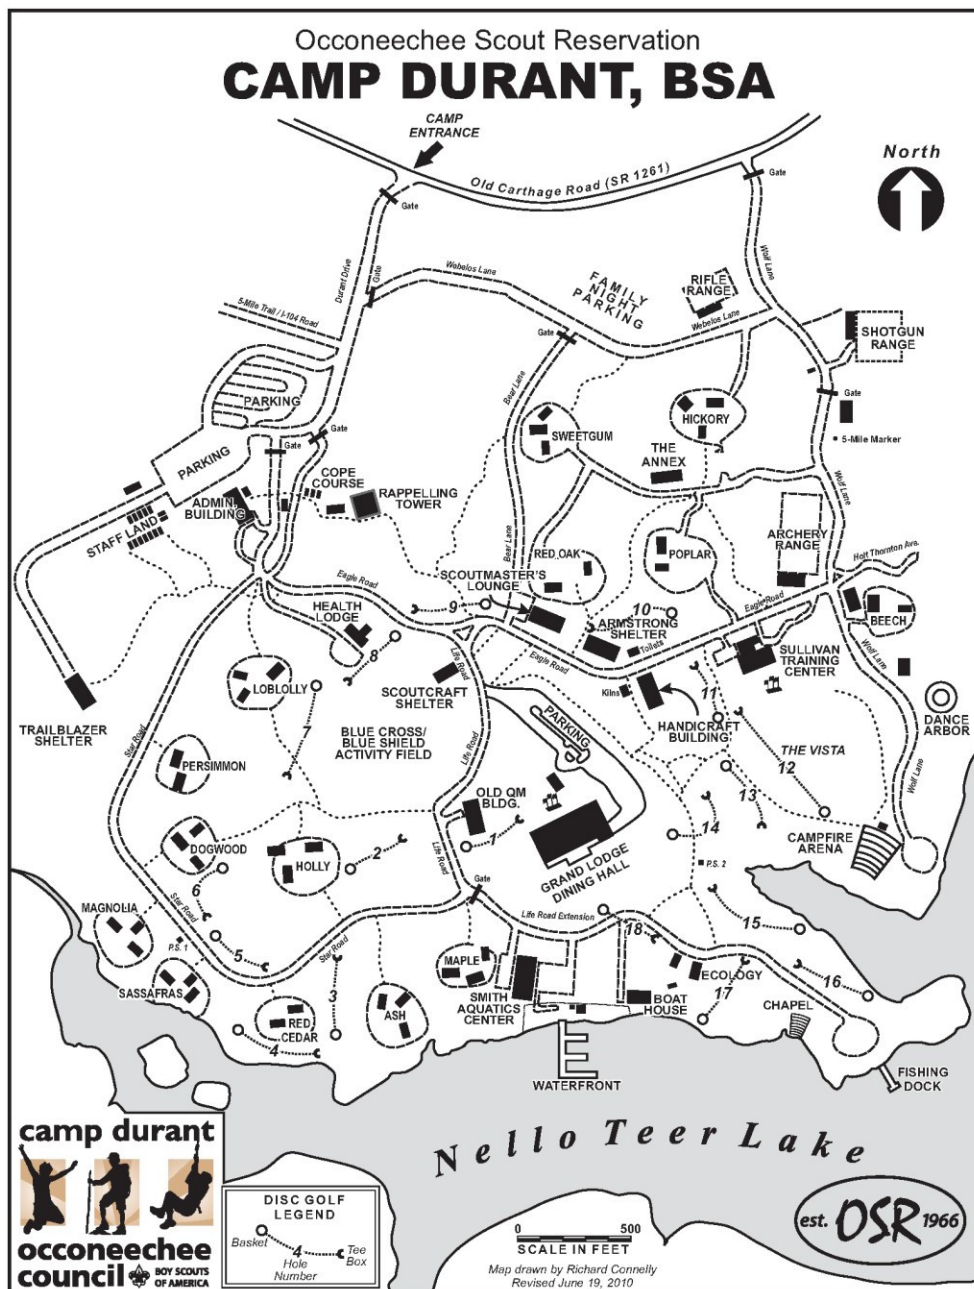 Occoneechee Scout Reservation
CAMP DURANT, BSA
CAMP
ENTRANCE
Old Carthage Road (SR 1261)
North
Gate
Gate
Durant Drive
Gate
Webelos Lane
FAMILY
NIGHT
PARKING
RIFLE
RANGE
Wolf Lane
Webelos Lane
5-Mile Trail / I-104 Road
Gate
SHOTGUN
RANGE
Bear Lane
PARKING
Gate
HICKORY
SWEETGUM
5-Mile Marker
Gate
Gate
PARKING
THE
ANNEX
COPE
COURSE
RAPPELLING
TOWER
Wolf Lane
ADMIN.
BUILDING
STAFF LAND
Bear Lane
ARCHERY
RANGE
RED OAK
POPLAR
Holt Thornton Ave.
Eagle Road
SCOUTMASTER'S
LOUNGE
9
10
Eagle Road
HEALTH
LODGE
ARMSTRONG
SHELTER
BEECH
8
Toilets
Wolf Lane
SULLIVAN
TRAINING
CENTER
Life Road
Eagle Road
LOBLOLLY
SCOUTCRAFT
SHELTER
11
Kilns
DANCE
ARBOR
TRAILBLAZER
SHELTER
PARKING
HANDICRAFT
BUILDING
7
BLUE CROSS/
BLUE SHIELD
ACTIVITY FIELD
Star Road
Life Road
THE VISTA
PERSIMMON
12
Wolf Lane
OLD QM
BLDG.
13
14
1
CAMPFIRE
ARENA
DOGWOOD
2
HOLLY
Life Road
GRAND LODGE
DINING HALL
P.S. 2
6
Gate
MAGNOLIA
Star Road
Life Road Extension
15
18
P.S. 1
5
Star Road
MAPLE
ECOLOGY
16
SASSAFRAS
3
SMITH
AQUATICS
CENTER
BOAT
HOUSE
17
CHAPEL
RED
CEDAR
ASH
4
FISHING
DOCK
WATERFRONT
Nello Teer Lake
camp durant
occoneechee
council
BOY SCOUTS
OF AMERICA
DISC GOLF
LEGEND
Basket
4
Tee
Box
Hole
Number
0
500
SCALE IN FEET
Map drawn by Richard Connelly
Revised June 19, 2010
est. OSR 1966